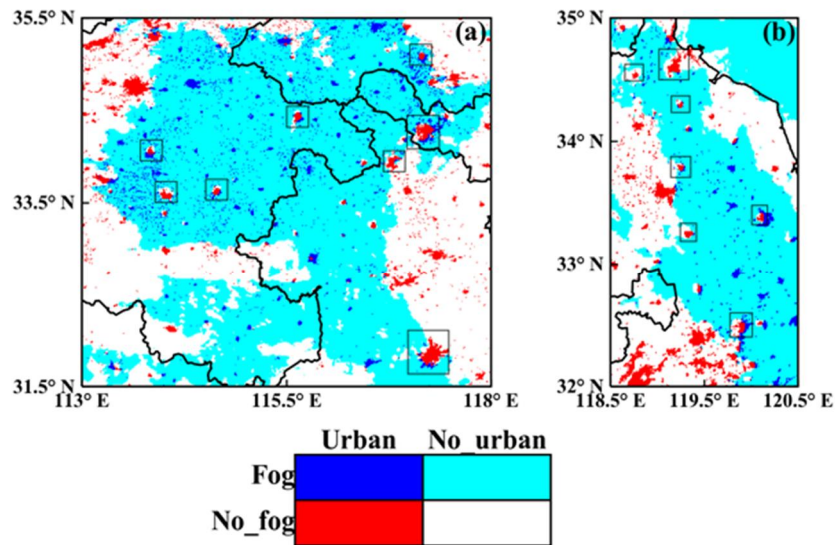 35.5° N
(a)
33.5° N
31.5° N
113° E
115.5° E
118° E
35° N
(b)
34° N
33° N
32° N
118.5° E
119.5° E
120.5° E
Urban No_urban
Fog
No_fog